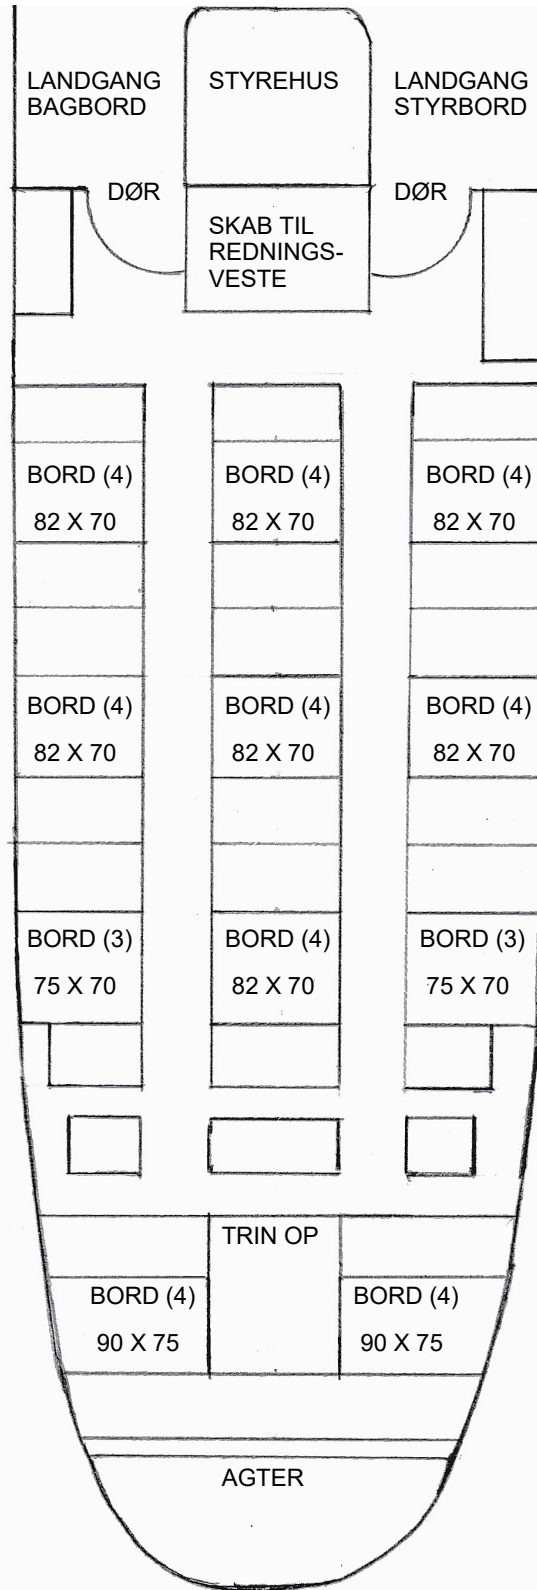 LANDGANG
BAGBORD
STYREHUS
LANDGANG
STYRBORD
DØR
DØR
SKAB TIL
REDNINGS-
VESTE
BORD (4)
82 X 70
BORD (4)
82 X 70
BORD (4)
82 X 70
BORD (4)
82 X 70
BORD (4)
82 X 70
BORD (4)
82 X 70
BORD (3)
75 X 70
BORD (4)
82 X 70
BORD (3)
75 X 70
TRIN OP
BORD (4)
90 X 75
BORD (4)
90 X 75
AGTER